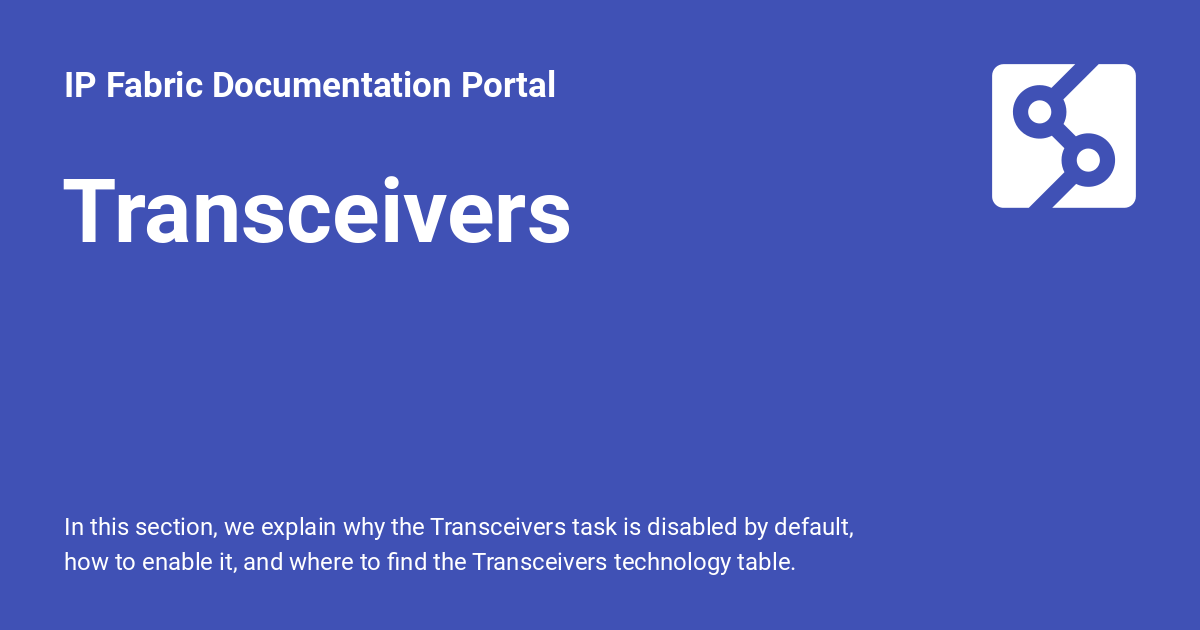 IP Fabric Documentation Portal
Transceivers
In this section, we explain why the Transceivers task is disabled by default,
how to enable it, and where to find the Transceivers technology table.